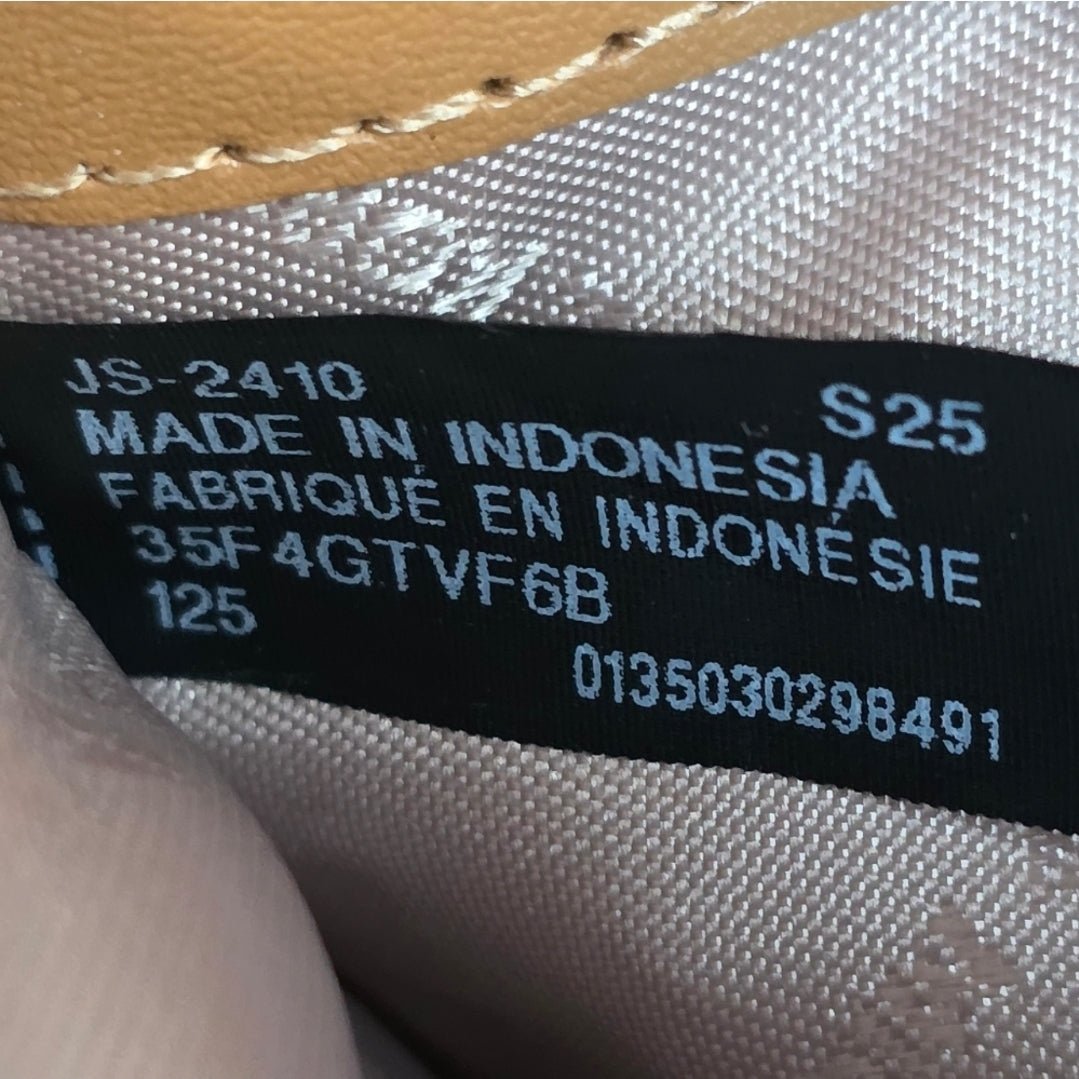 JS-2410
S25
MADE IN INDONESIA
FABRIQUÉ EN INDONÉSIE
35F4GTVF6B
125
0135030298491